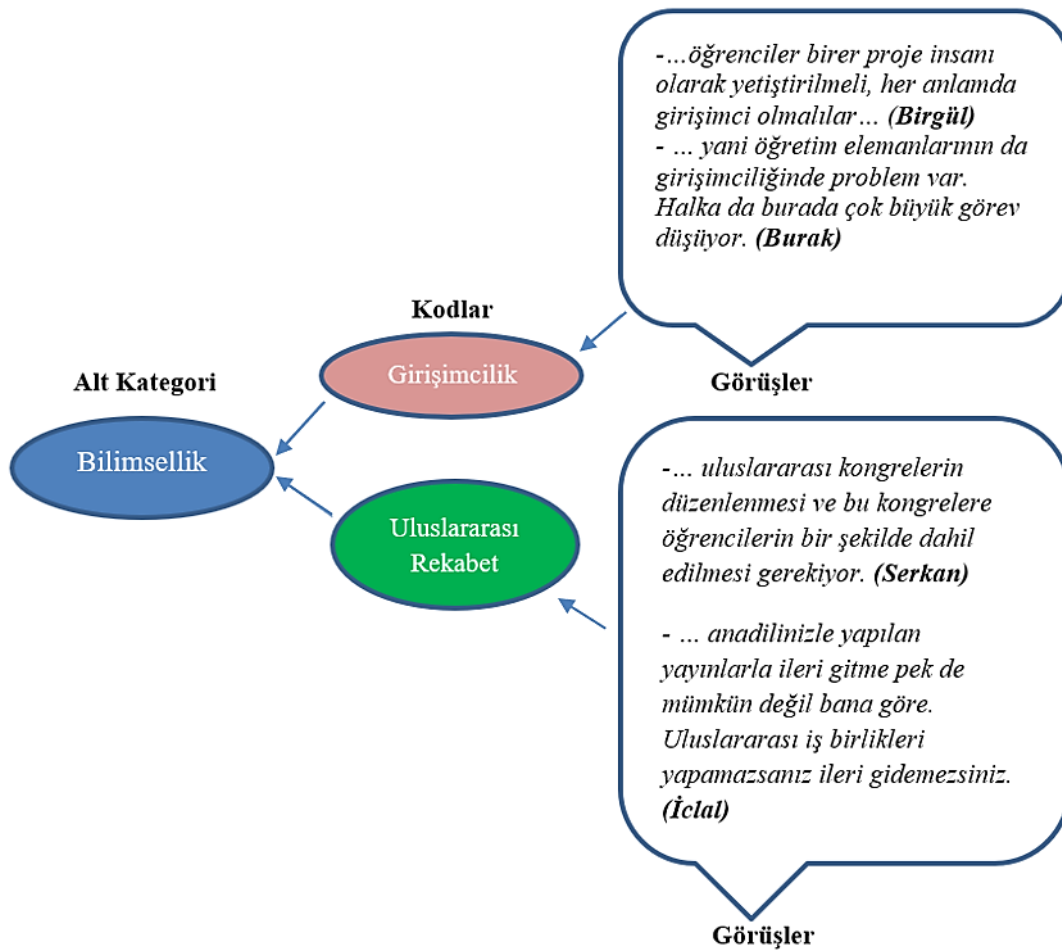 -…öğrenciler birer proje insanı
olarak yetiştirilmeli, her anlamda
girişimci olmalılar… (Birgül)
- … yani öğretim elemanlarının da
girişimciliğinde problem var.
Halka da burada çok büyük görev
düşüyor. (Burak)
Kodlar
Girişimcilik
Görüşler
Alt Kategori
Bilimsellik
Uluslararası
Rekabet
-… uluslararası kongrelerin
düzenlenmesi ve bu kongrelere
öğrencilerin bir şekilde dahil
edilmesi gerekiyor. (Serkan)
- … anadilinizle yapılan
yayınlarla ileri gitme pek de
mümkün değil bana göre.
Uluslararası iş birlikleri
yapamazsanız ileri gidemezsiniz.
(İclal)
Görüşler